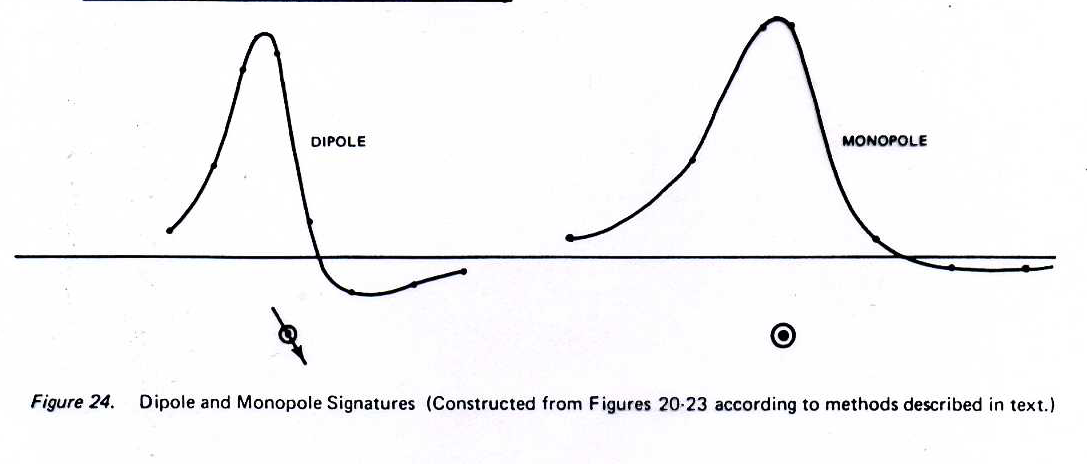 DIPOLE
MONOPOLE
Figure 24. Dipole and Monopole Signatures (Constructed from Figures 20-23 according to methods described in text.)